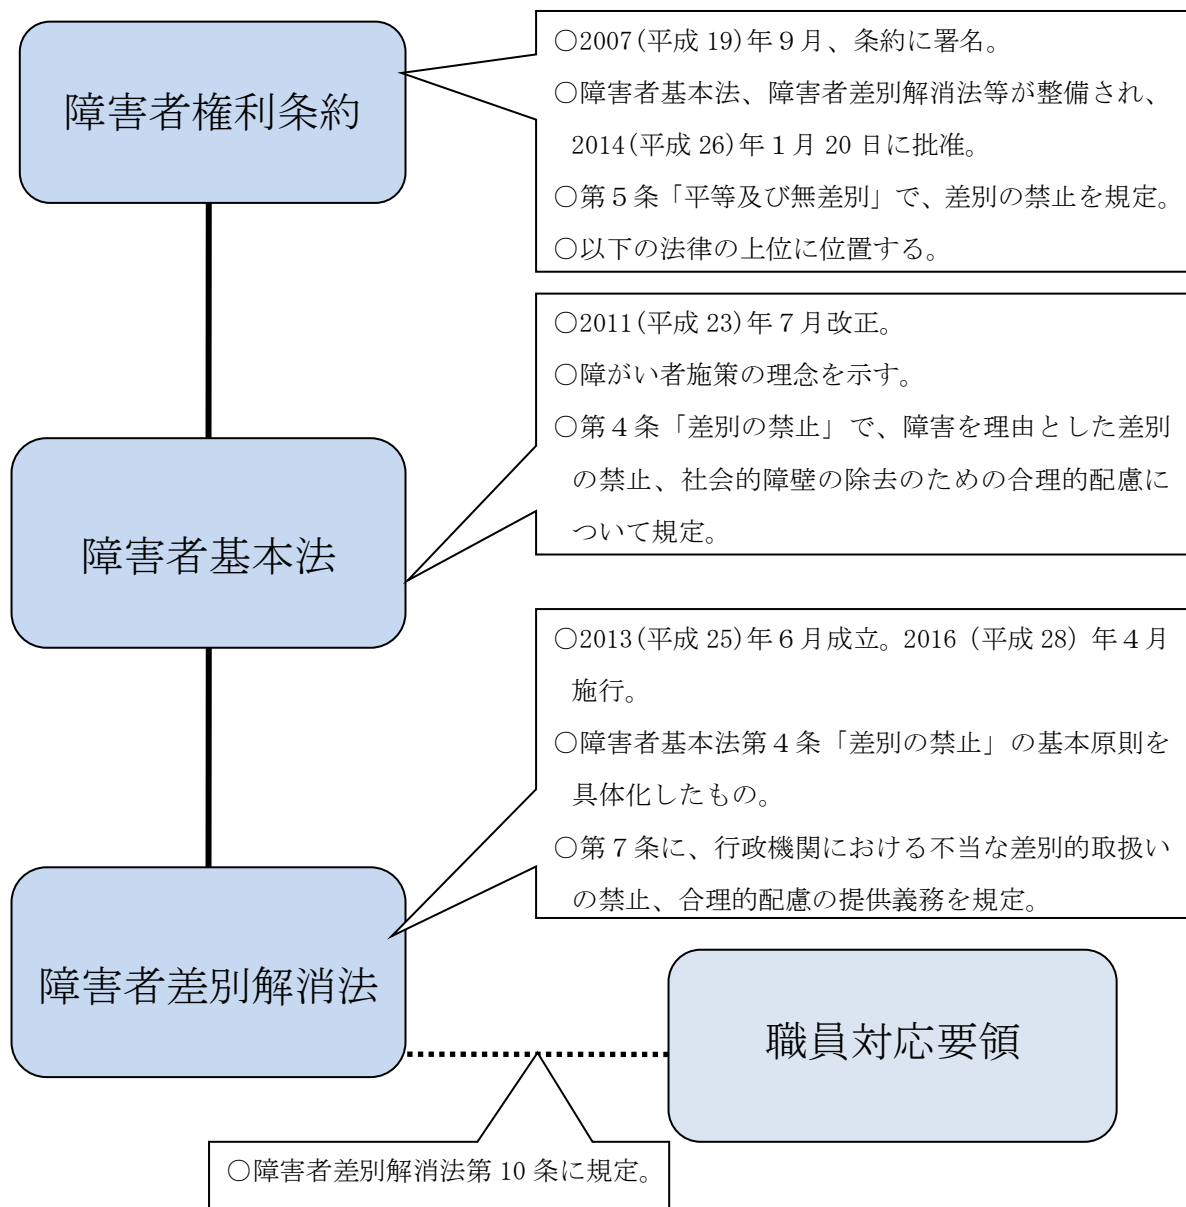 障害者権利条約
○2007(平成 19)年９月、条約に署名。
○障害者基本法、障害者差別解消法等が整備され、
2014(平成 26)年１月 20 日に批准。
○第５条「平等及び無差別」で、差別の禁止を規定。
○以下の法律の上位に位置する。
障害者基本法
○2011(平成 23)年７月改正。
○障がい者施策の理念を示す。
○第４条「差別の禁止」で、障害を理由とした差別
の禁止、社会的障壁の除去のための合理的配慮に
ついて規定。
障害者差別解消法
○2013(平成 25)年６月成立。2016（平成 28）年４月
施行。
○障害者基本法第４条「差別の禁止」の基本原則を
具体化したもの。
○第７条に、行政機関における不当な差別的取扱い
の禁止、合理的配慮の提供義務を規定。
職員対応要領
○障害者差別解消法第 10 条に規定。